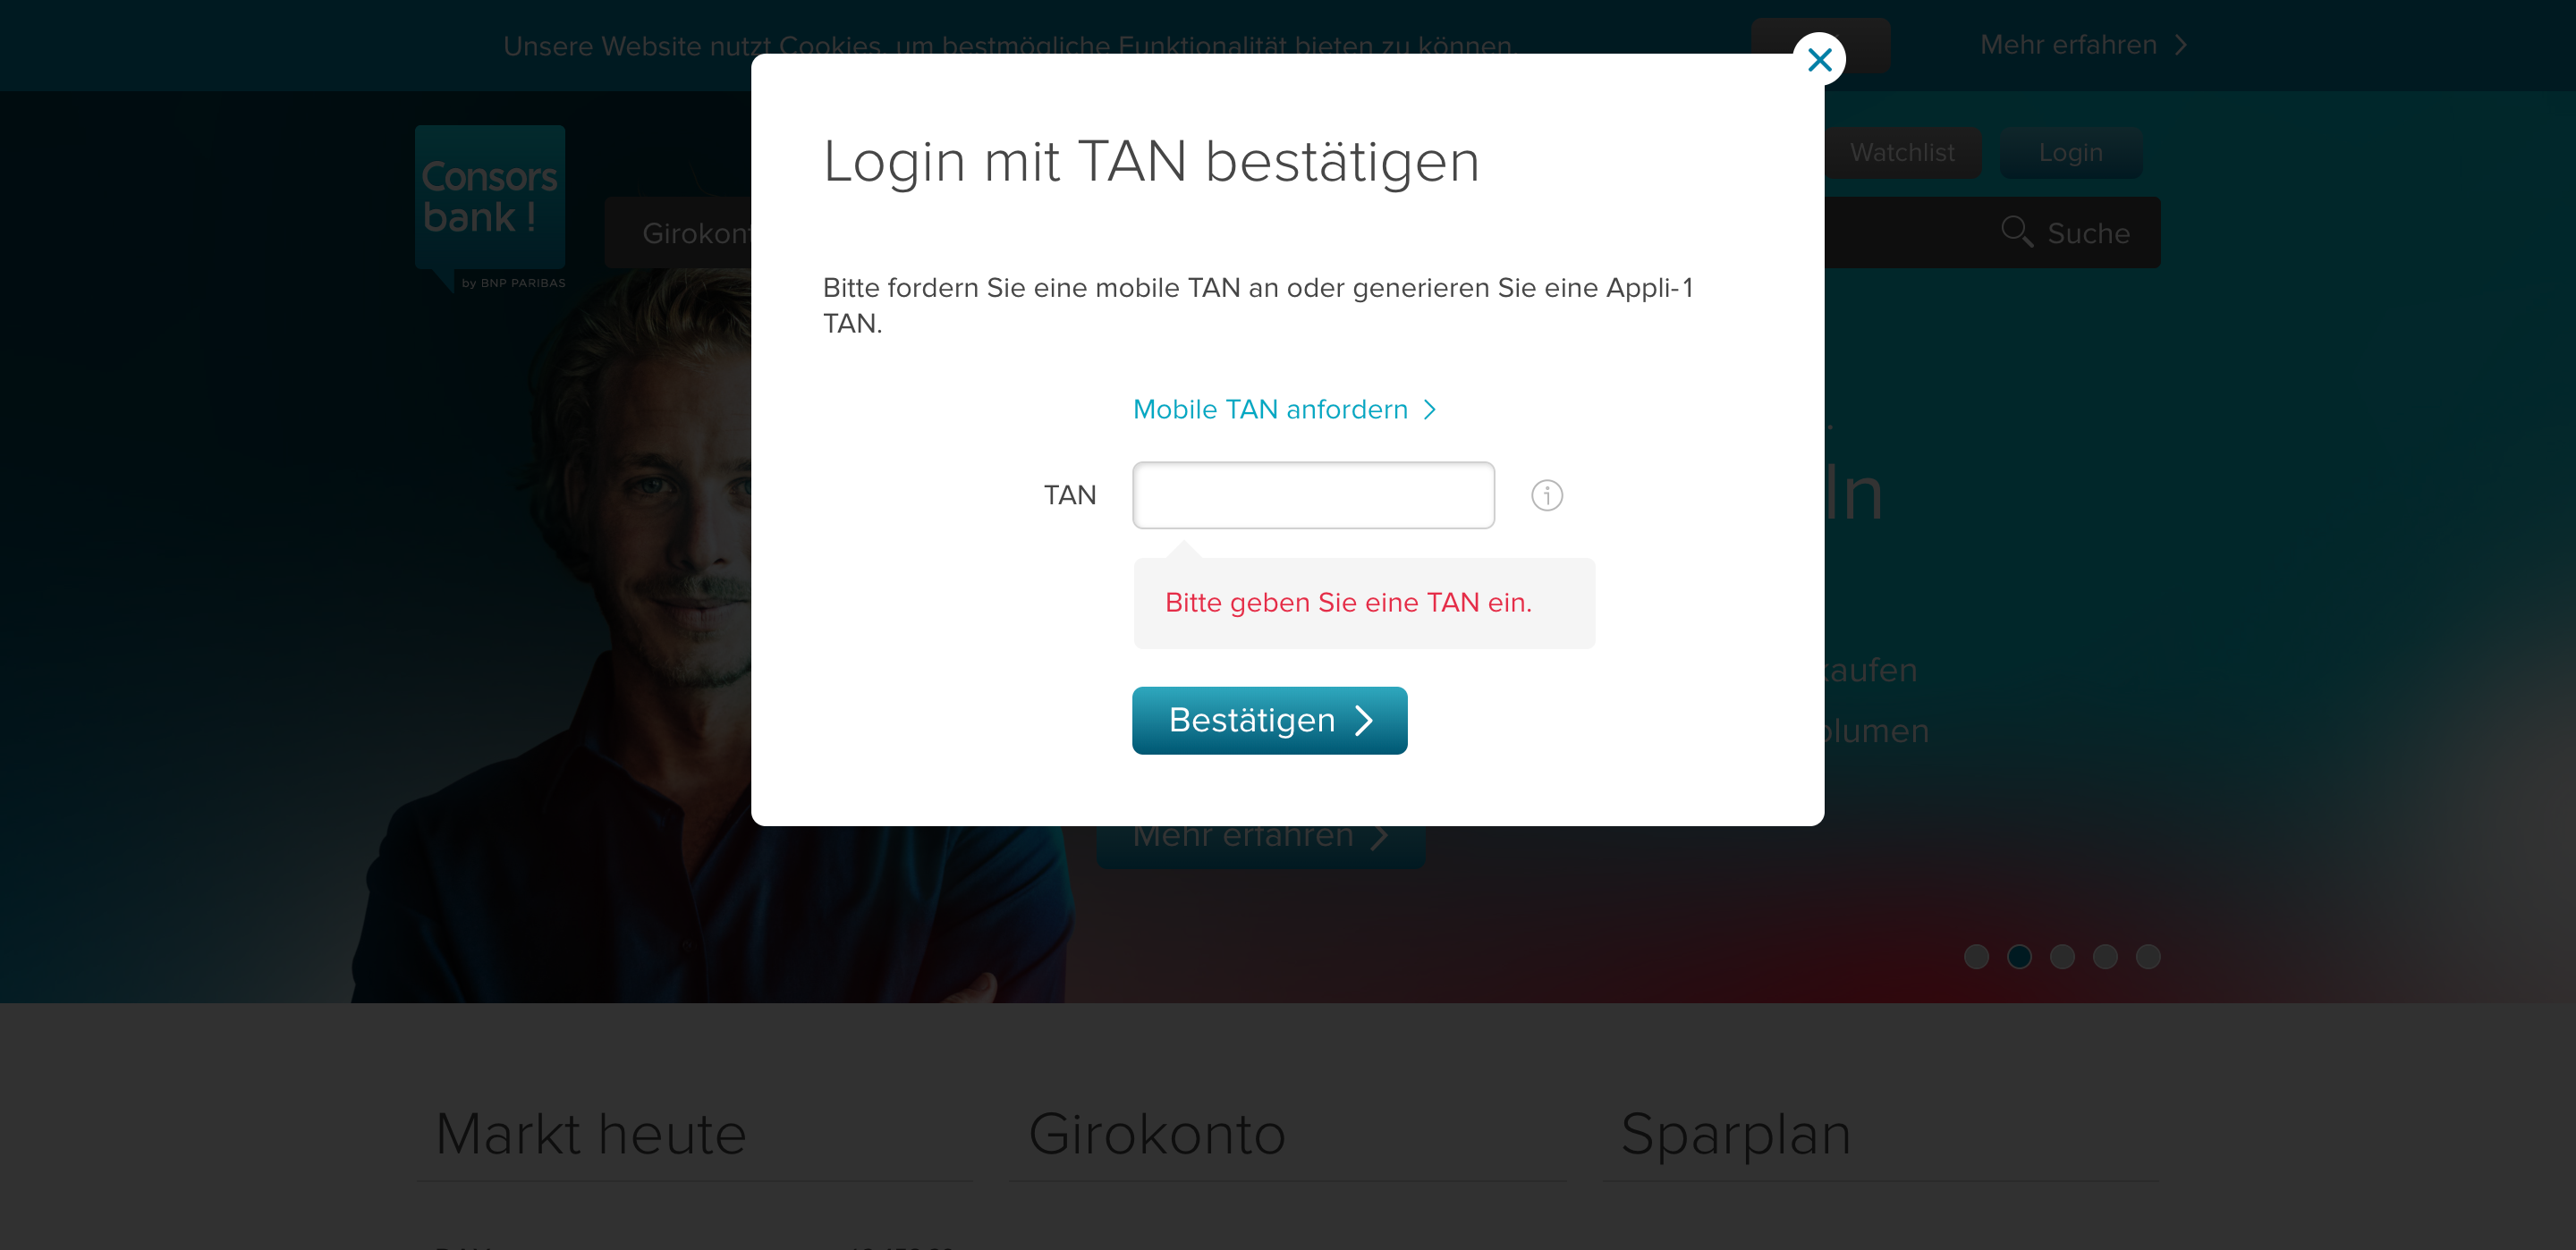 Unsere Website nutzt Cookies, um bestmögliche Funktionalität bieten zu können.
Mehr erfahren
Consors
bank !
by BNP PARIBAS
Watchlist
Login
Girokont
Suche
Login mit TAN bestätigen
Bitte fordern Sie eine mobile TAN an oder generieren Sie eine Appli-1
TAN.
Mobile TAN anfordern
TAN
Bitte geben Sie eine TAN ein.
Bestätigen
ln
kaufen
olumen
Mehr erfahren
Markt heute
Girokonto
Sparplan